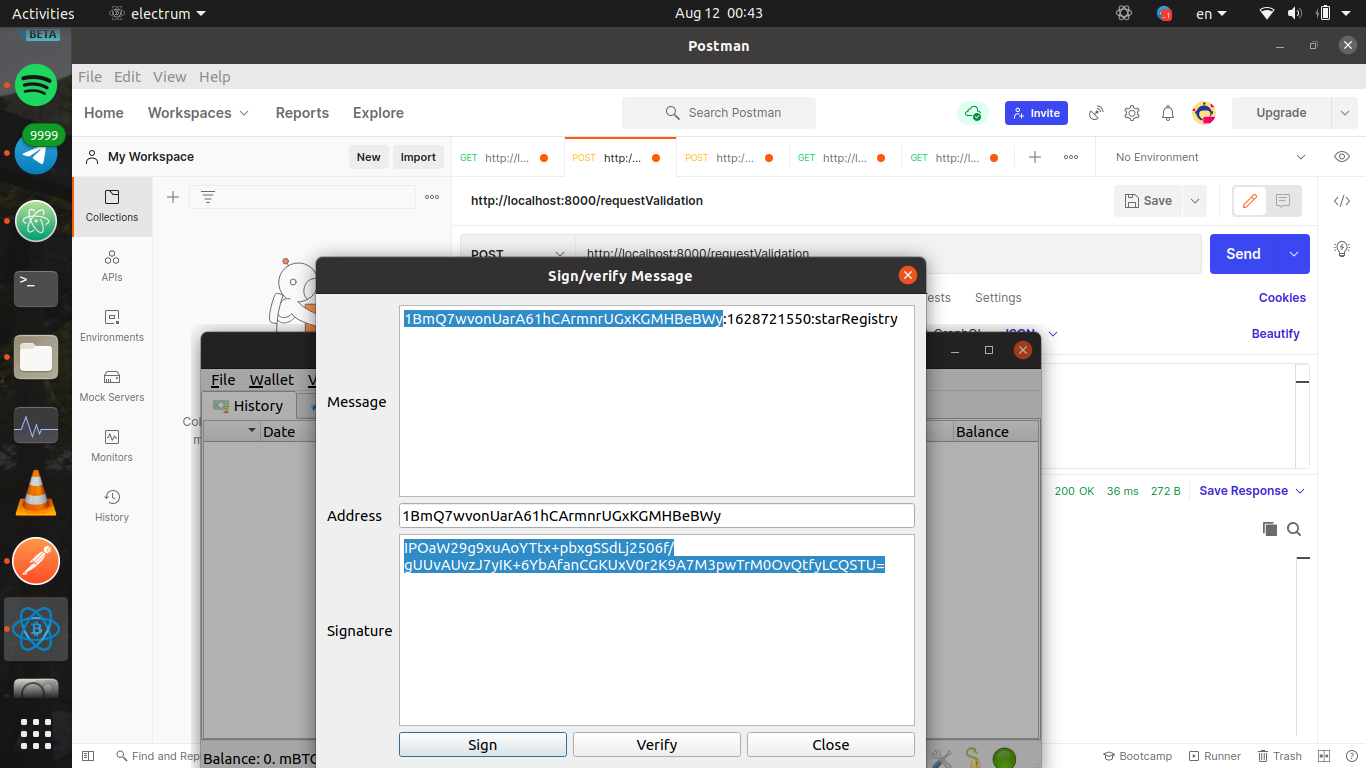 Activities
electrum
Aug 12 00:43
en
BETA
Postman
File Edit View Help
Home Workspaces Reports Explore
Search Postman
Invite
Upgrade
9999
My Workspace
New
Import
GET http://l...
POST http:/...
POST http:/...
GET http://l...
GET http://l...
No Environment
Collections
http://localhost:8000/requestValidation
Save
APIs
POST
http://localhost:8000/requestValidation
Send
Sign/verify Message
ests
Settings
Cookies
Environments
1BmQ7wvonUarA61hCArmnrUGxKGMHBeBWy:1628721550:starRegistry
Beautify
File Wallet V
Mock Servers
Message
History
Col
Date
Balance
m
Monitors
200 OK 36 ms 272 B Save Response
History
Address
1BmQ7wvonUarA61hCArmnrUGxKGMHBeBWy
IPOaW29g9xuAoYTtx+pbxgSSdLj2506f/
gUUvAUvzJ7yIK+6YbAfanCGKUxV0r2K9A7M3pwTrM0OvQtfyLCQSTU=
Signature
Sign
Verify
Close
Find and Rep
Balance: 0. mBTC
Bootcamp
Runner
Trash